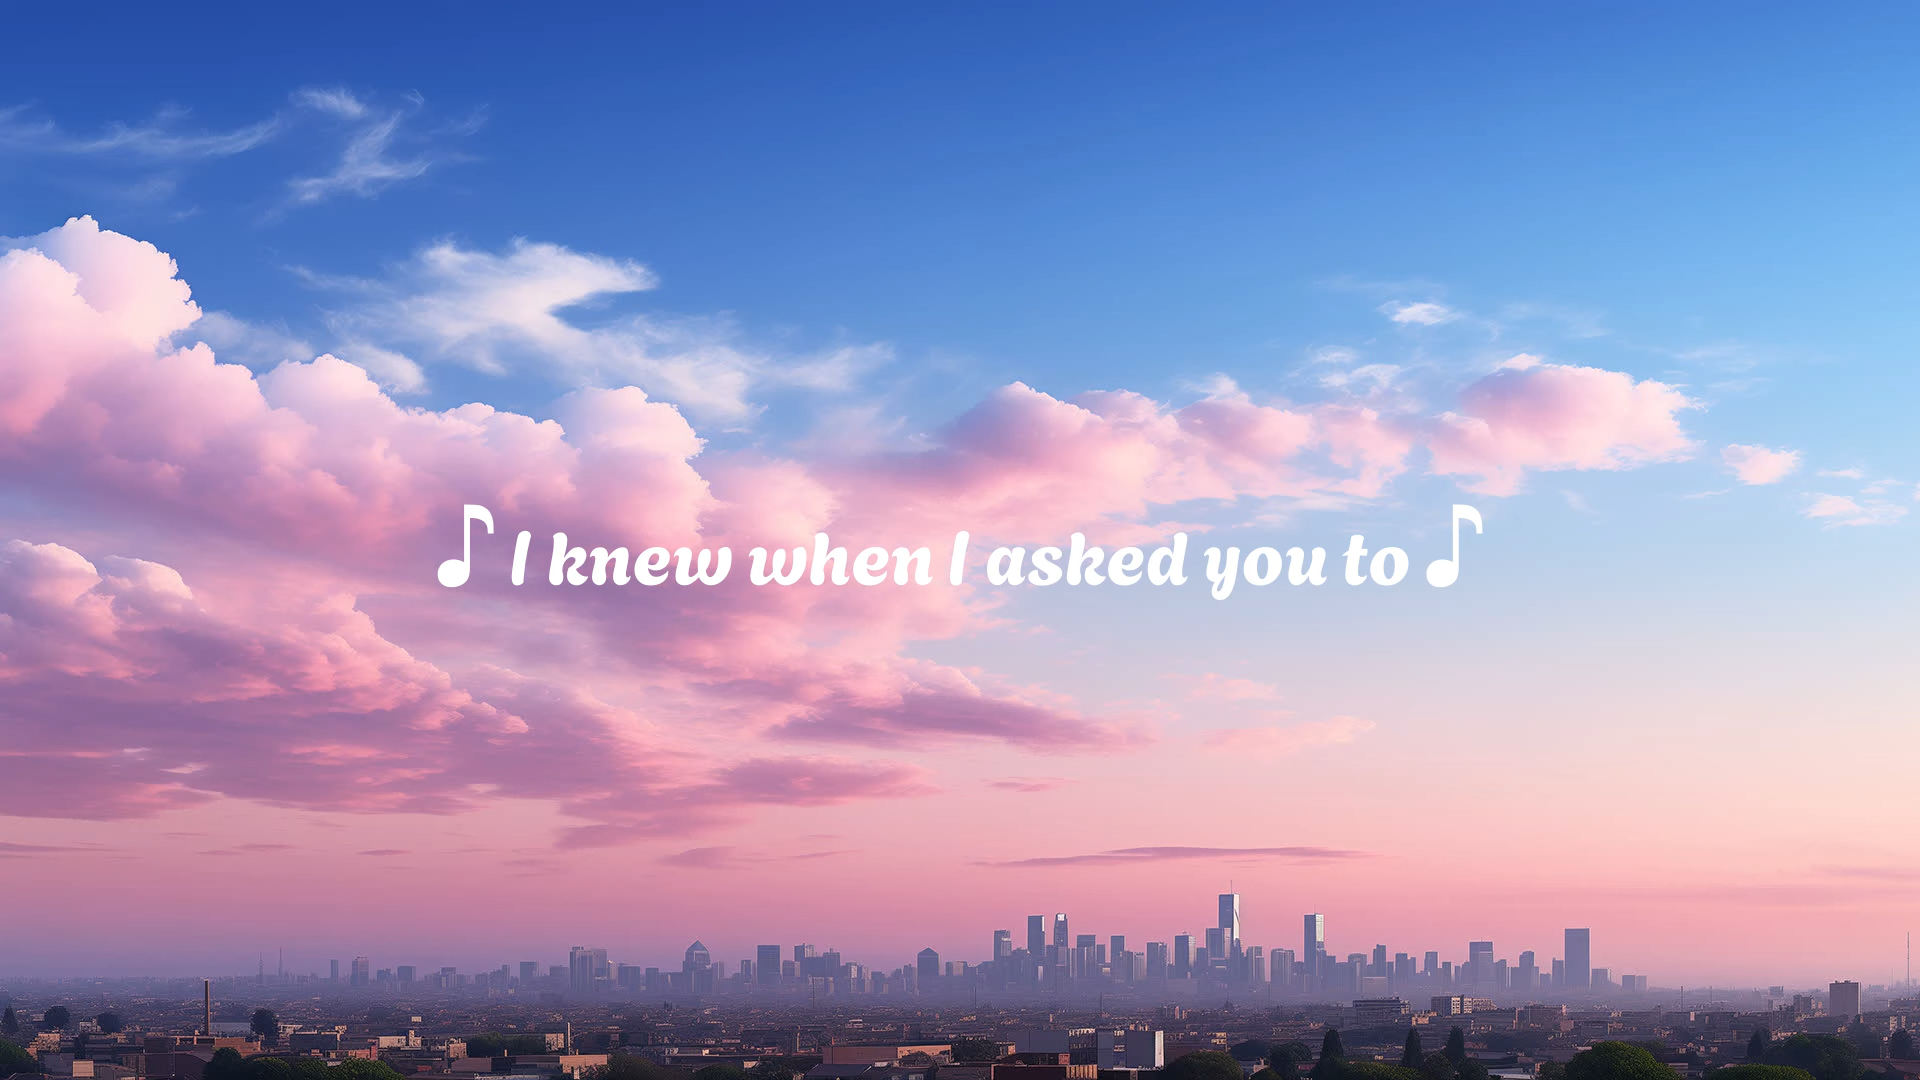 ♪ I knew when I asked you to ♪